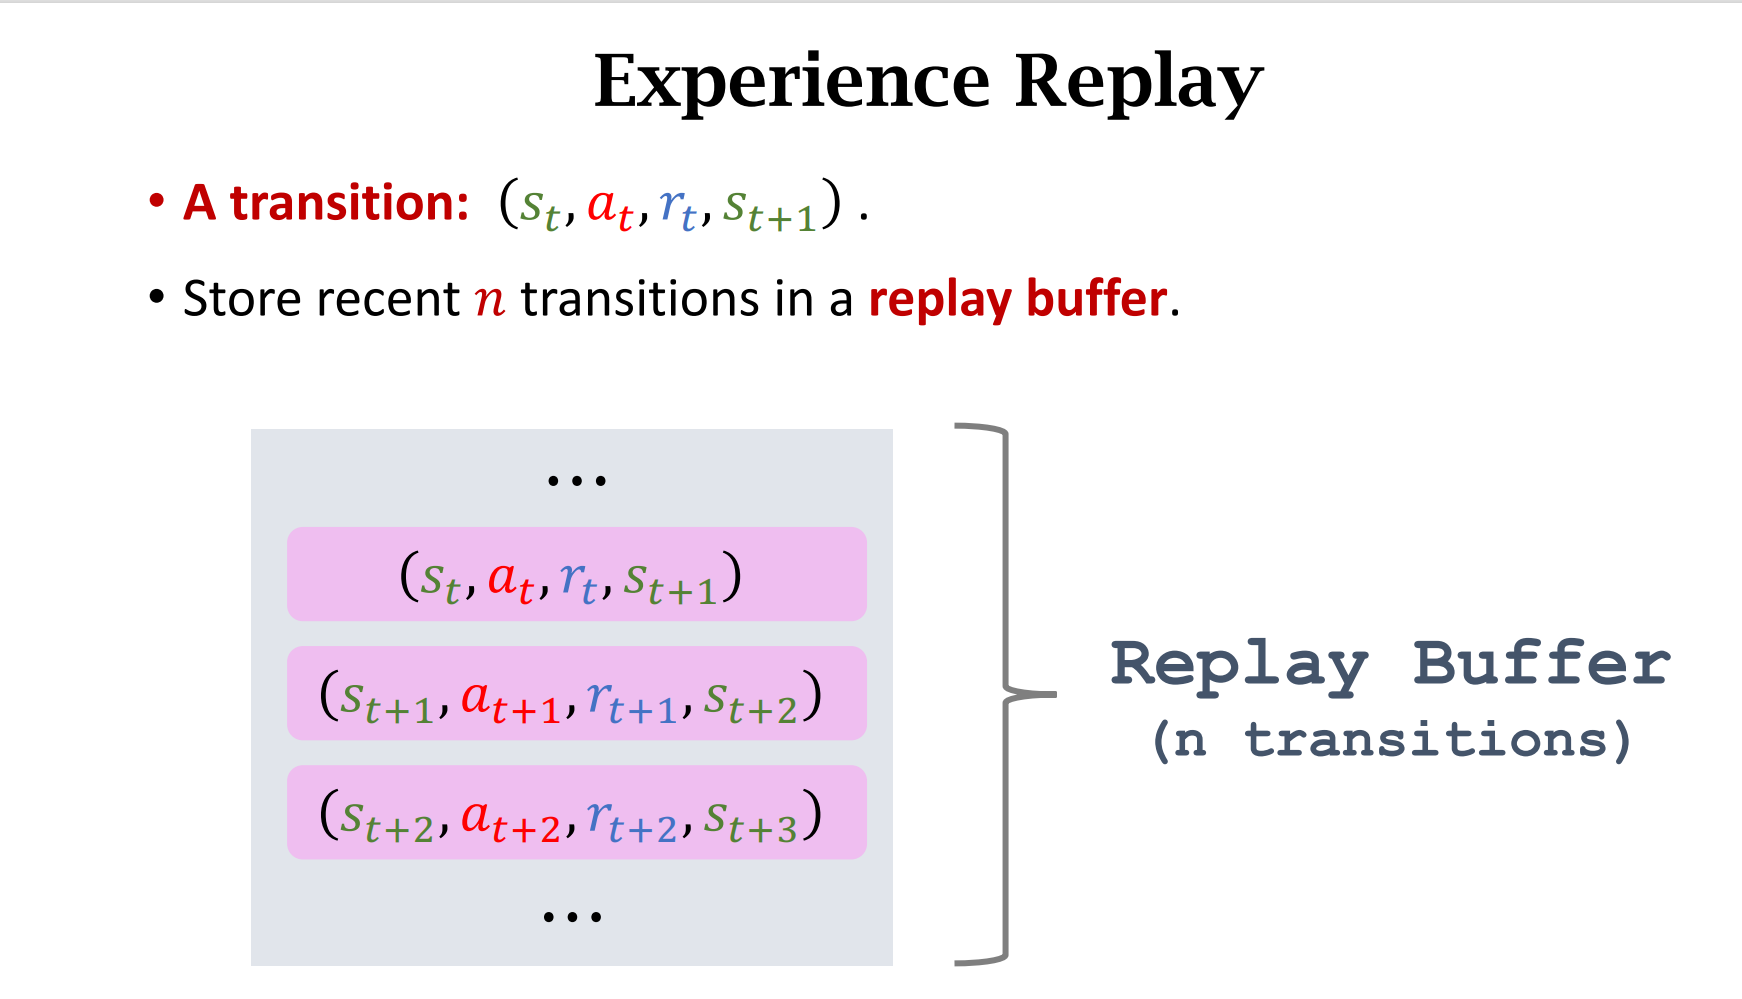 Experience Replay
• A transition: (s_t, a_t, r_t, s_{t+1}) .
• Store recent n transitions in a replay buffer.
...
(s_t, a_t, r_t, s_{t+1})
(s_{t+1}, a_{t+1}, r_{t+1}, s_{t+2})
(s_{t+2}, a_{t+2}, r_{t+2}, s_{t+3})
...
Replay Buffer
(n transitions)